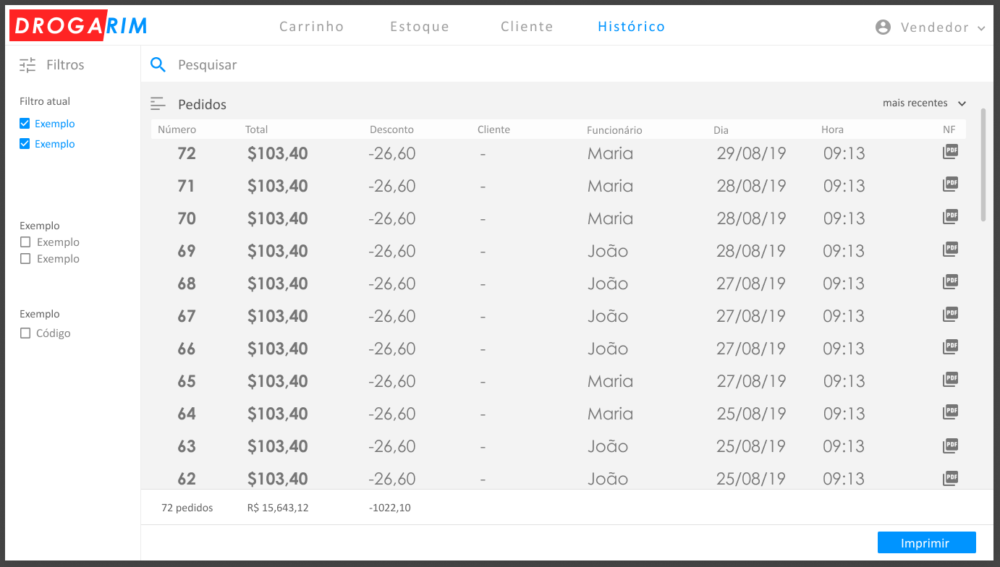 DROGARIM
Carrinho Estoque Cliente Histórico Vendedor
Filtros
Pesquisar
Filtro atual
Exemplo
Exemplo
Exemplo
Exemplo
Exemplo
Exemplo
Código
Pedidos mais recentes
Número Total Desconto Cliente Funcionário Dia Hora NF
72 $103,40 -26,60 - Maria 29/08/19 09:13 PDF
71 $103,40 -26,60 - Maria 28/08/19 09:13 PDF
70 $103,40 -26,60 - Maria 28/08/19 09:13 PDF
69 $103,40 -26,60 - João 28/08/19 09:13 PDF
68 $103,40 -26,60 - João 27/08/19 09:13 PDF
67 $103,40 -26,60 - João 27/08/19 09:13 PDF
66 $103,40 -26,60 - João 27/08/19 09:13 PDF
65 $103,40 -26,60 - Maria 27/08/19 09:13 PDF
64 $103,40 -26,60 - Maria 25/08/19 09:13 PDF
63 $103,40 -26,60 - João 25/08/19 09:13 PDF
62 $103,40 -26,60 - João 25/08/19 09:13 PDF
72 pedidos R$ 15,643,12 -1022,10
Imprimir